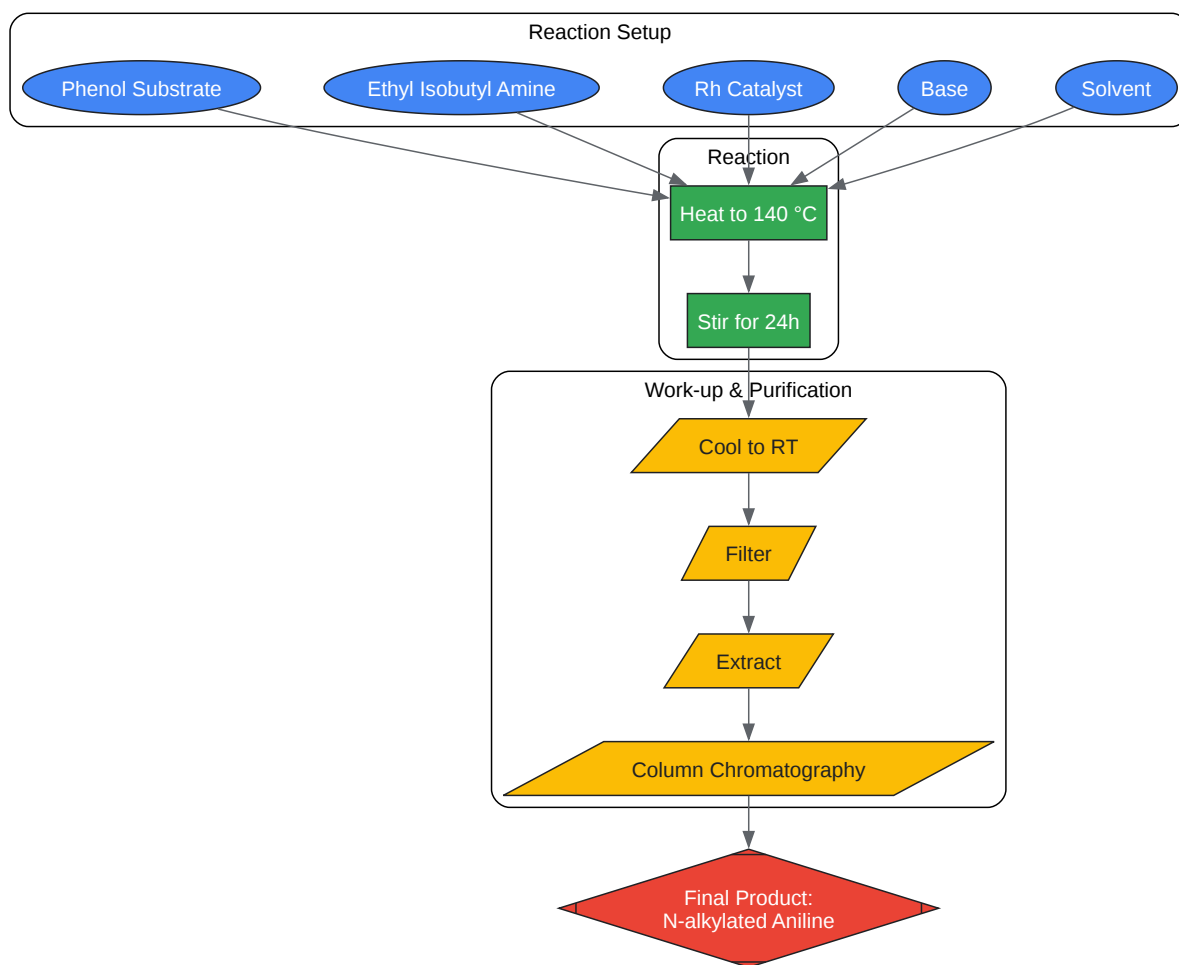 Reaction Setup
Phenol Substrate
Ethyl Isobutyl Amine
Rh Catalyst
Base
Solvent
Reaction
Heat to 140 °C
Stir for 24h
Work-up & Purification
Cool to RT
Filter
Extract
Column Chromatography
Final Product:
N-alkylated Aniline